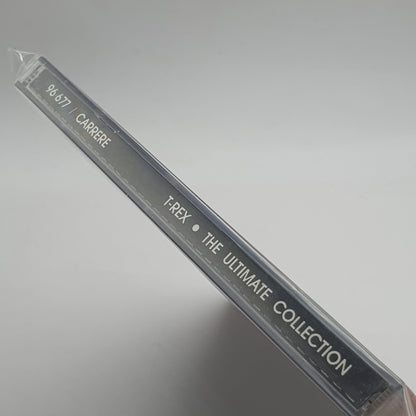 96 677 / CARRERE T-REX ● THE ULTIMATE COLLECTION